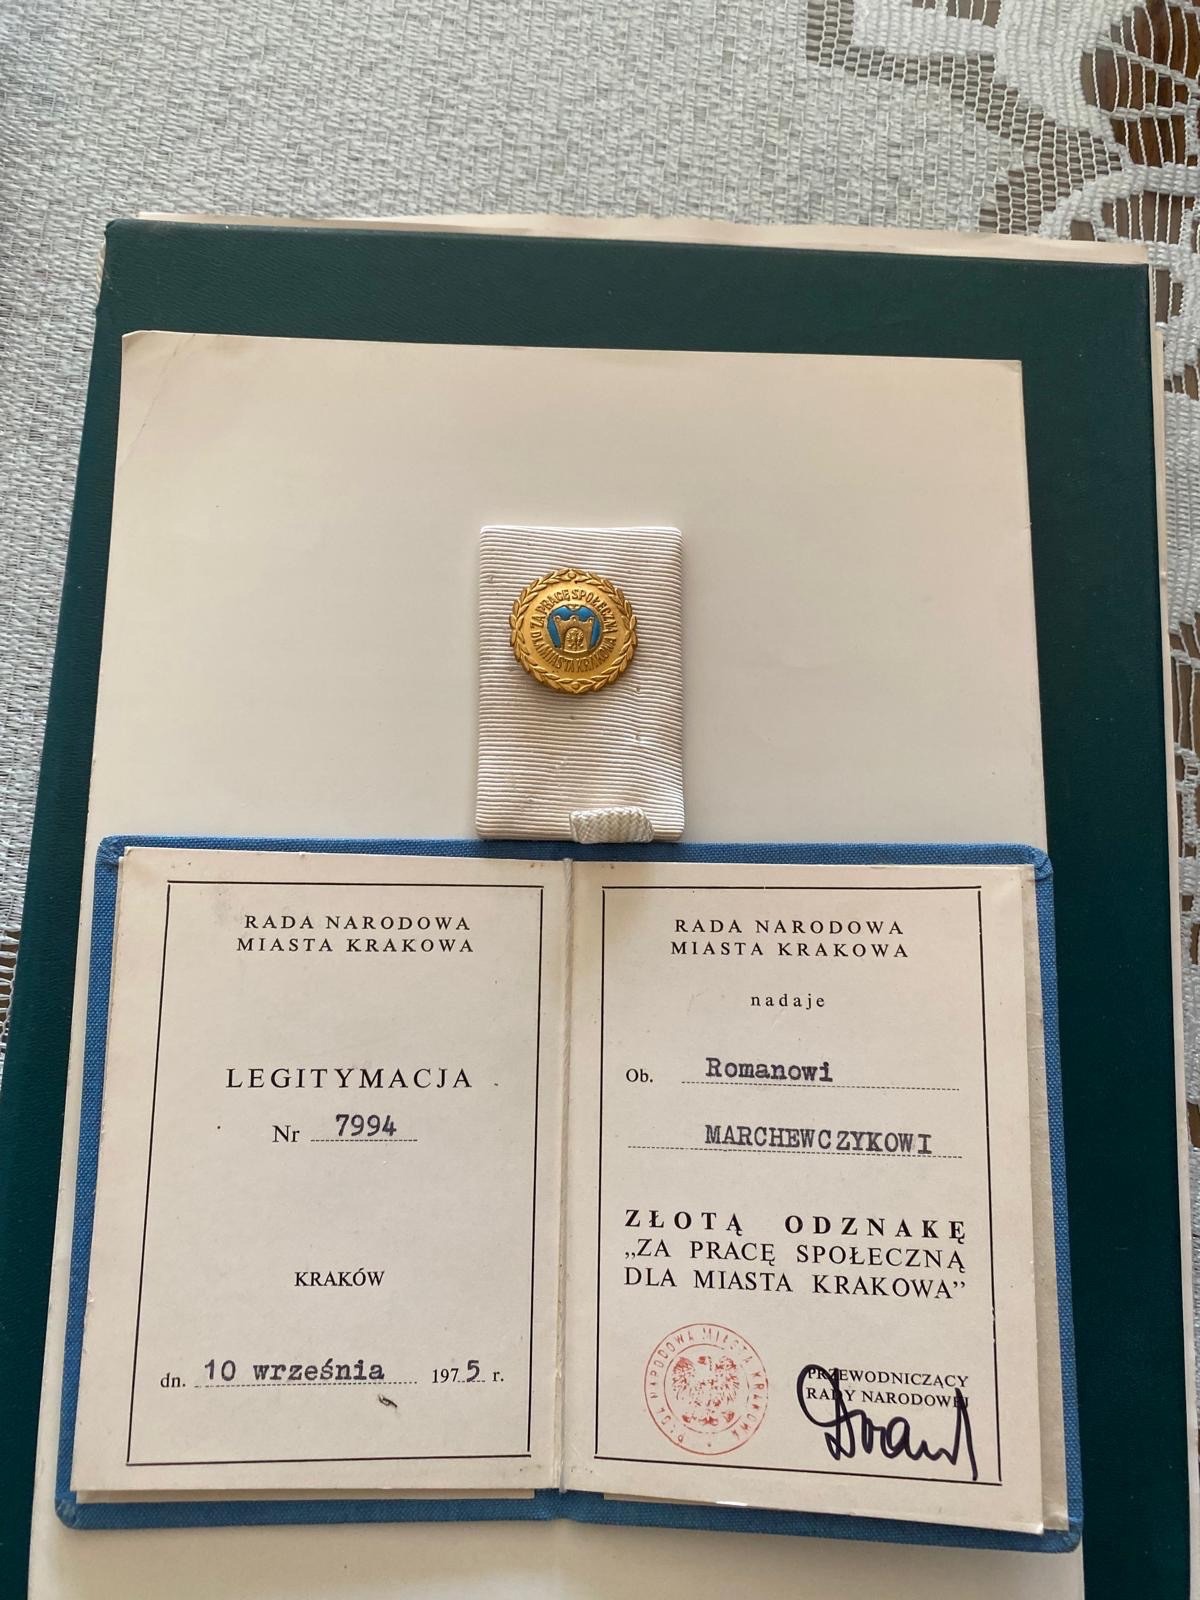 ZA PRACĘ SPOŁECZNĄ
DLA MIASTA KRAKOWA
RADA NARODOWA
MIASTA KRAKOWA
LEGITYMACJA
Nr 7994
KRAKÓW
dn. 10 września 1975 r.
RADA NARODOWA
MIASTA KRAKOWA
nadaje
Ob. Romanowi
MARCHEWCZYKOWI
ZŁOTĄ ODZNAKĘ
„ZA PRACĘ SPOŁECZNĄ
DLA MIASTA KRAKOWA”
NARODOWA MIASTA KRAKOWA
PRZEWODNICZĄCY
RADY NARODOWEJ